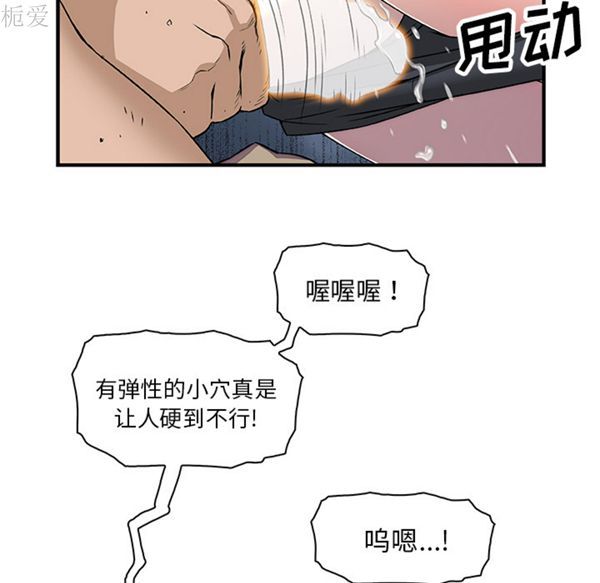 栀爱
甩动
喔喔喔！
有弹性的小穴真是
让人硬到不行!
呜嗯...!